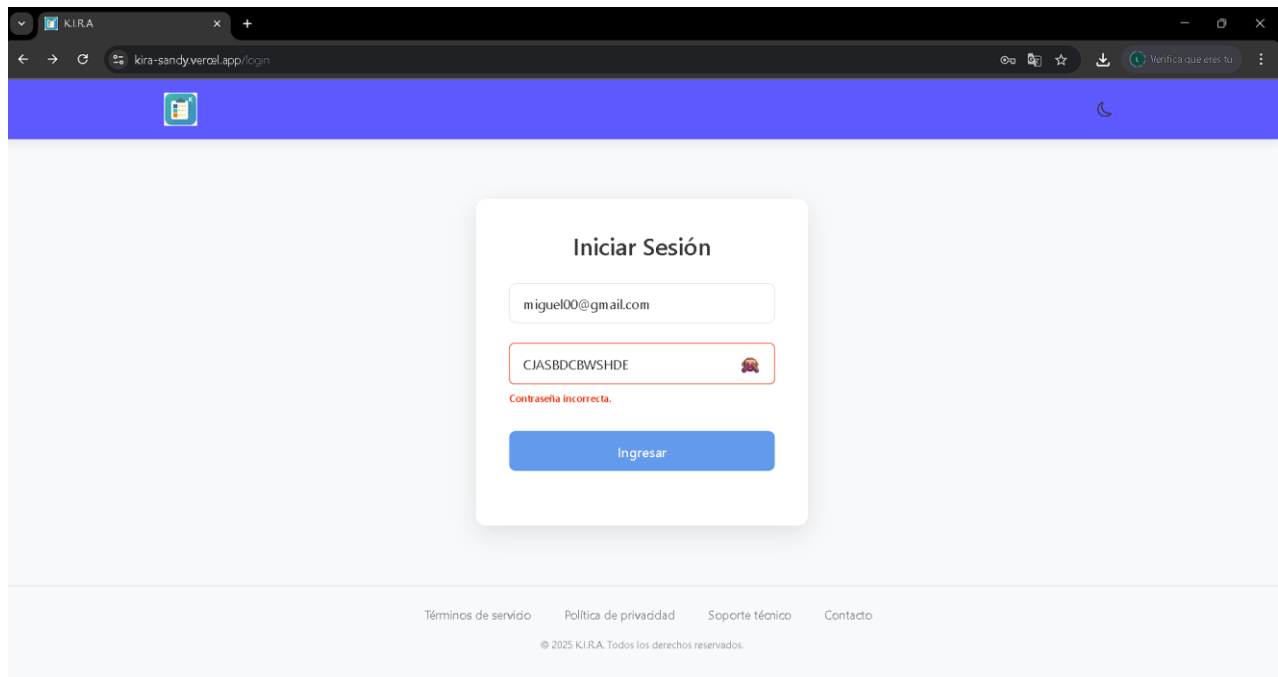 K.I.R.A
kira-sandy.vercel.app/login
Verifica que eres tú
Iniciar Sesión
miguel00@gmail.com
CJASBDCBWSHDE
Contraseña incorrecta.
Ingresar
Términos de servicio Política de privacidad Soporte técnico Contacto
© 2025 K.I.R.A. Todos los derechos reservados.